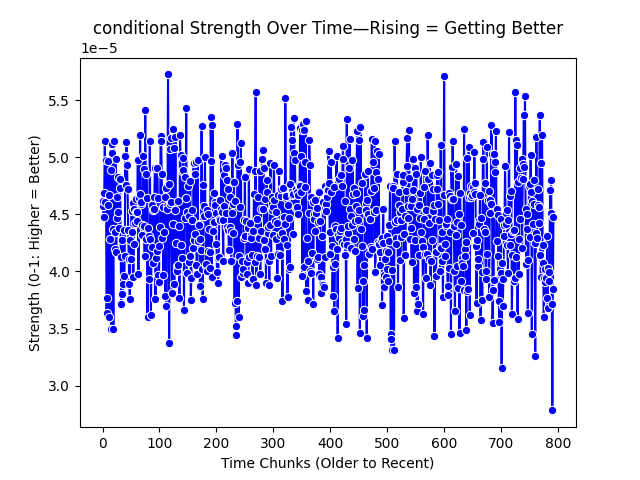 conditional Strength Over Time—Rising = Getting Better
1e−5
5.5
5.0
4.5
4.0
3.5
3.0
Strength (0-1: Higher = Better)
0 100 200 300 400 500 600 700 800
Time Chunks (Older to Recent)